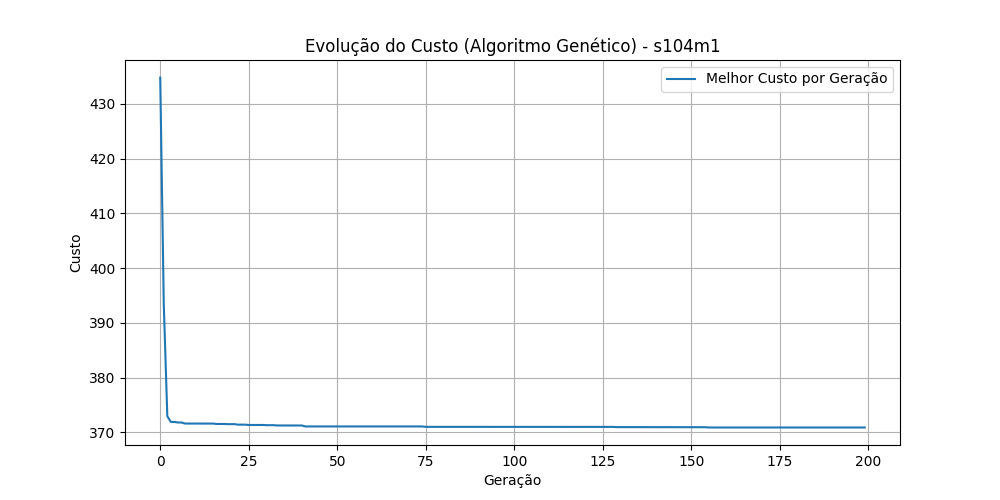 Evolução do Custo (Algoritmo Genético) - s104m1
Melhor Custo por Geração
430
420
410
400
390
380
370
Custo
0 25 50 75 100 125 150 175 200
Geração